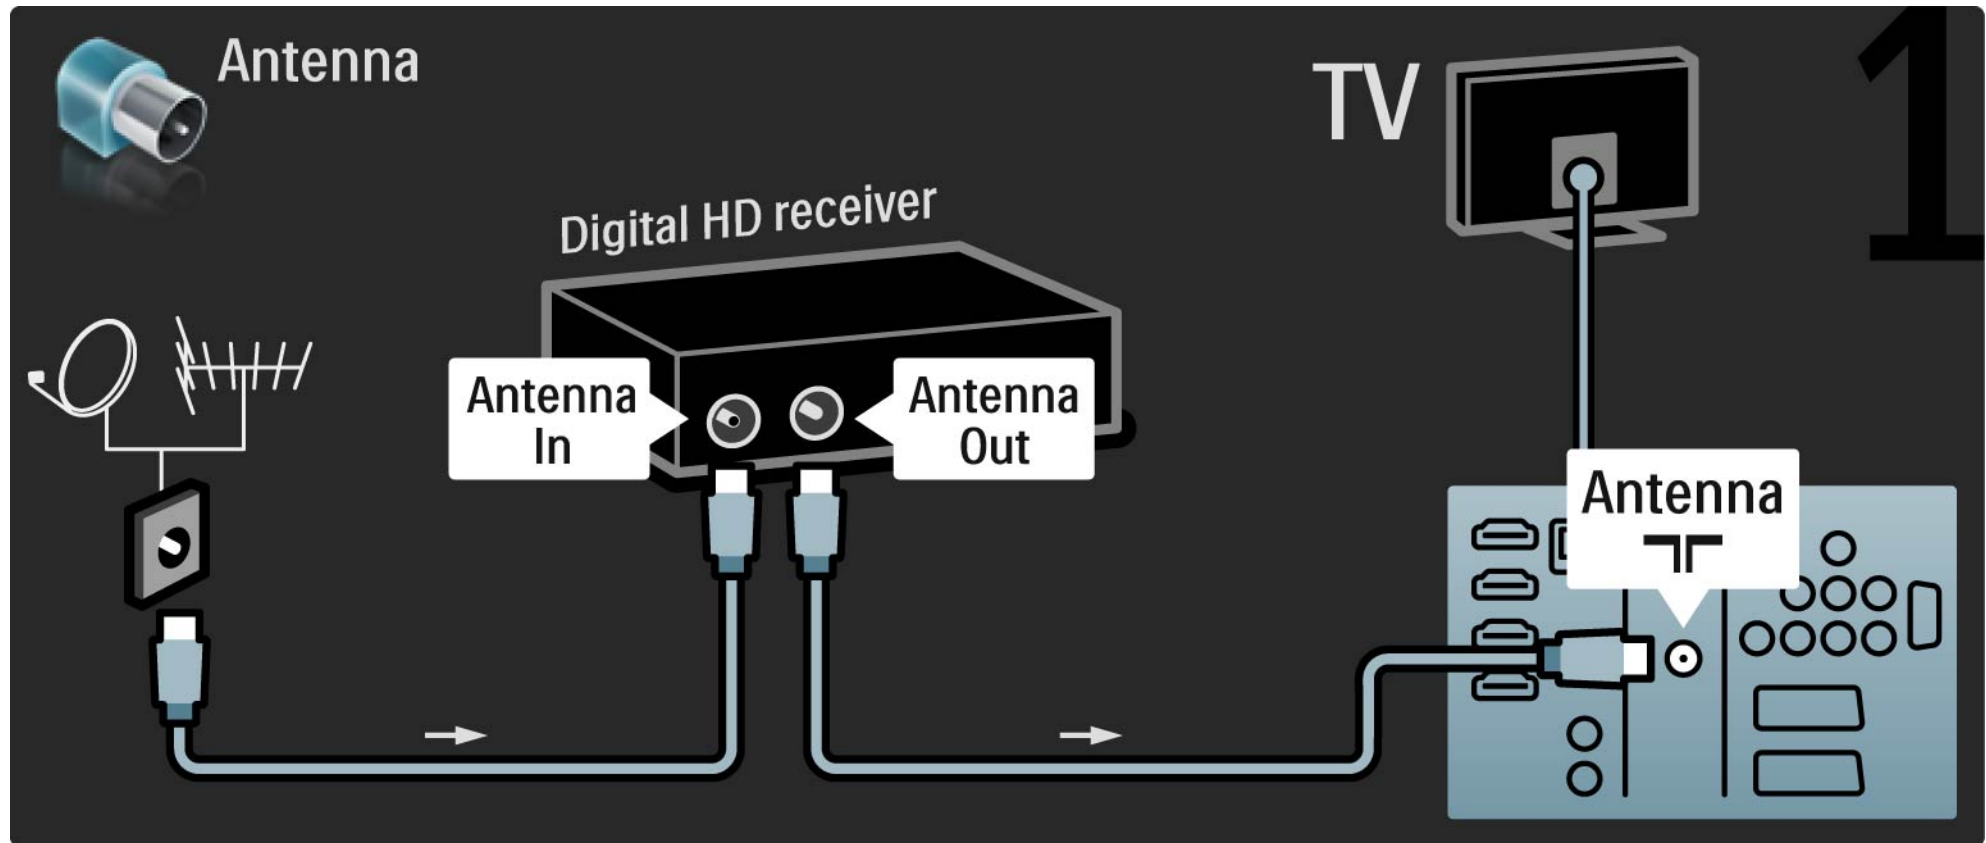 Antenna
TV
1
Digital HD receiver
Antenna
In
Antenna
Out
Antenna